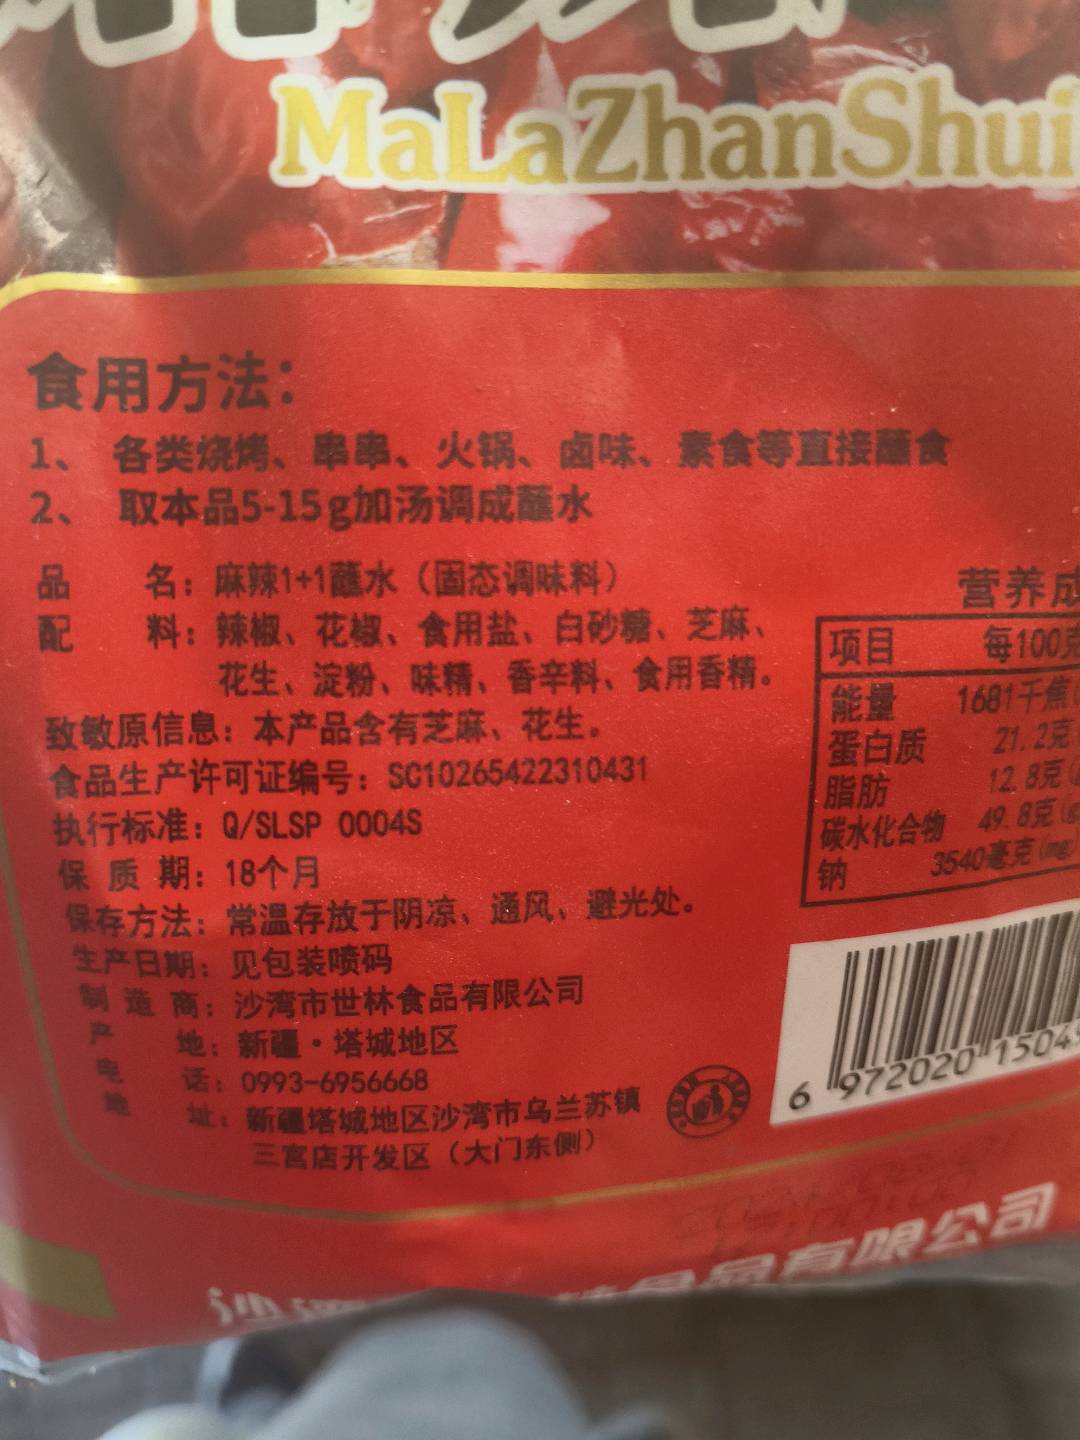 MaLaZhanShui
食用方法：
1、 各类烧烤、串串、火锅、卤味、素食等直接蘸食
2、 取本品5-15g加汤调成蘸水
品 名：麻辣1+1蘸水（固态调味料）
配 料：辣椒、花椒、食用盐、白砂糖、芝麻、
花生、淀粉、味精、香辛料、食用香精。
致敏原信息：本产品含有芝麻、花生。
食品生产许可证编号：SC10265422310431
执行标准：Q/SLSP 0004S
保 质 期：18个月
保存方法：常温存放于阴凉、通风、避光处。
生产日期：见包装喷码
制 造 商：沙湾市世林食品有限公司
产 地：新疆·塔城地区
电 话：0993-6956668
地 址：新疆塔城地区沙湾市乌兰苏镇
三宫店开发区（大门东侧）
营养成
项目 每100克
能量 1681千焦
蛋白质 21.2克
脂肪 12.8克
碳水化合物 49.8克
钠 3540毫克(mg)
6 972020 1504
食品有限公司